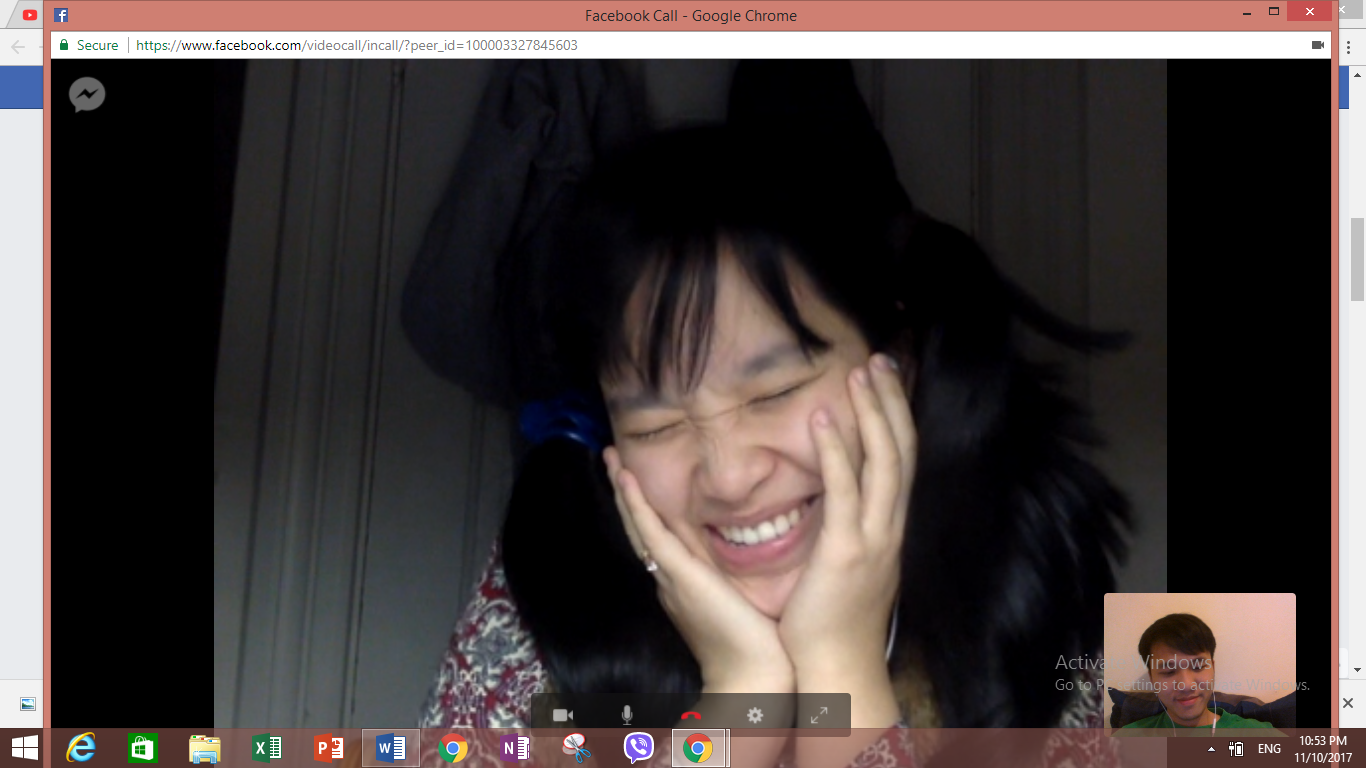 Facebook Call - Google Chrome
Secure
https://www.facebook.com/videocall/incall/?peer_id=100003327845603
Activate Windows
Go to PC settings to activate Windows.
ENG
10:53 PM
11/10/2017